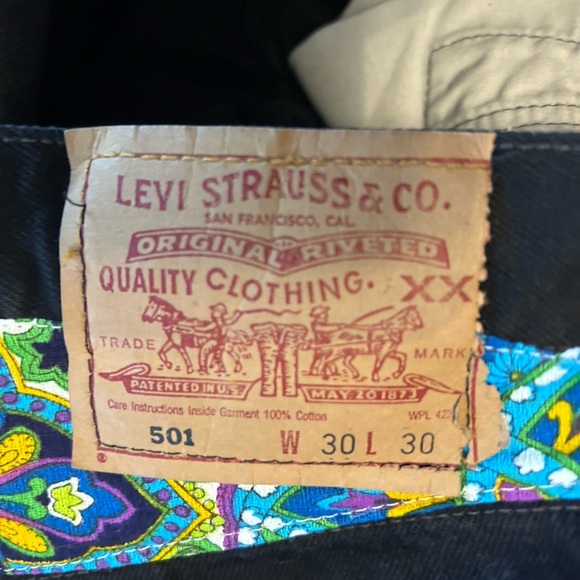 LEVI STRAUSS & CO.
SAN FRANCISCO, CAL.
ORIGINAL RIVETED
QUALITY CLOTHING. XX
TRADE MARK
PATENTED IN U.S. MAY 20 1873
Care Instructions Inside Garment 100% Cotton WPL
501 W 30 L 30
®